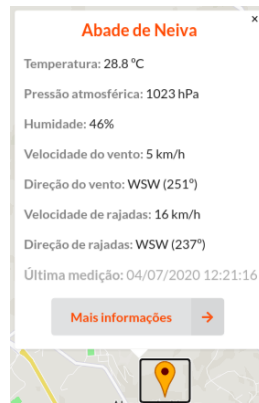 ×
Abade de Neiva
Temperatura: 28.8 ºC
Pressão atmosférica: 1023 hPa
Humidade: 46%
Velocidade do vento: 5 km/h
Direção do vento: WSW (251º)
Velocidade de rajadas: 16 km/h
Direção de rajadas: WSW (237º)
Última medição: 04/07/2020 12:21:16
Mais informações →